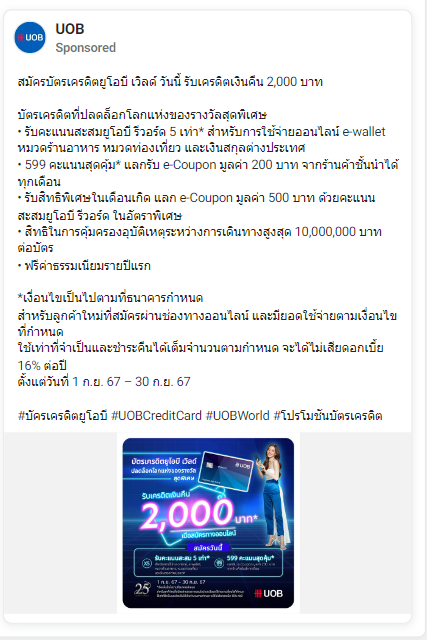 UOB
UOB
Sponsored
สมัครบัตรเครดิตยูโอบี เวิลด์ วันนี้ รับเครดิตเงินคืน 2,000 บาท
บัตรเครดิตที่ปลดล็อกโลกแห่งของรางวัลสุดพิเศษ
• รับคะแนนสะสมยูโอบี รีวอร์ด 5 เท่า* สำหรับการใช้จ่ายออนไลน์ e-wallet
หมวดร้านอาหาร หมวดท่องเที่ยว และเงินสกุลต่างประเทศ
• 599 คะแนนสุดคุ้ม* แลกรับ e-Coupon มูลค่า 200 บาท จากร้านค้าชั้นนำได้
ทุกเดือน
• รับสิทธิพิเศษในเดือนเกิด แลก e-Coupon มูลค่า 500 บาท ด้วยคะแนน
สะสมยูโอบี รีวอร์ด ในอัตราพิเศษ
• สิทธิในการคุ้มครองอุบัติเหตุระหว่างการเดินทางสูงสุด 10,000,000 บาท
ต่อบัตร
• ฟรีค่าธรรมเนียมรายปีแรก
*เงื่อนไขเป็นไปตามที่ธนาคารกำหนด
สำหรับลูกค้าใหม่ที่สมัครผ่านช่องทางออนไลน์ และมียอดใช้จ่ายตามเงื่อนไข
ที่กำหนด
ใช้เท่าที่จำเป็นและชำระคืนได้เต็มจำนวนตามกำหนด จะได้ไม่เสียดอกเบี้ย
16% ต่อปี
ตั้งแต่วันที่ 1 ก.ย. 67 – 30 ก.ย. 67
#บัครเครดิตยูโอบี #UOBCreditCard #UOBWorld #โปรโมชันบัตรเครดิต
บัตรเครดิตยูโอบี เวิลด์
ปลดล็อกโลกแห่งของรางวัล
สุดพิเศษ
UOB
รับเครดิตเงินคืน
2,000 บาท*
เมื่อสมัครทางออนไลน์
สมัครวันนี้
X5 รับคะแนนสะสม 5 เท่า*
599 คะแนนสุดคุ้ม*
25
1 ก.ย. 67 - 30 ก.ย. 67
UOB